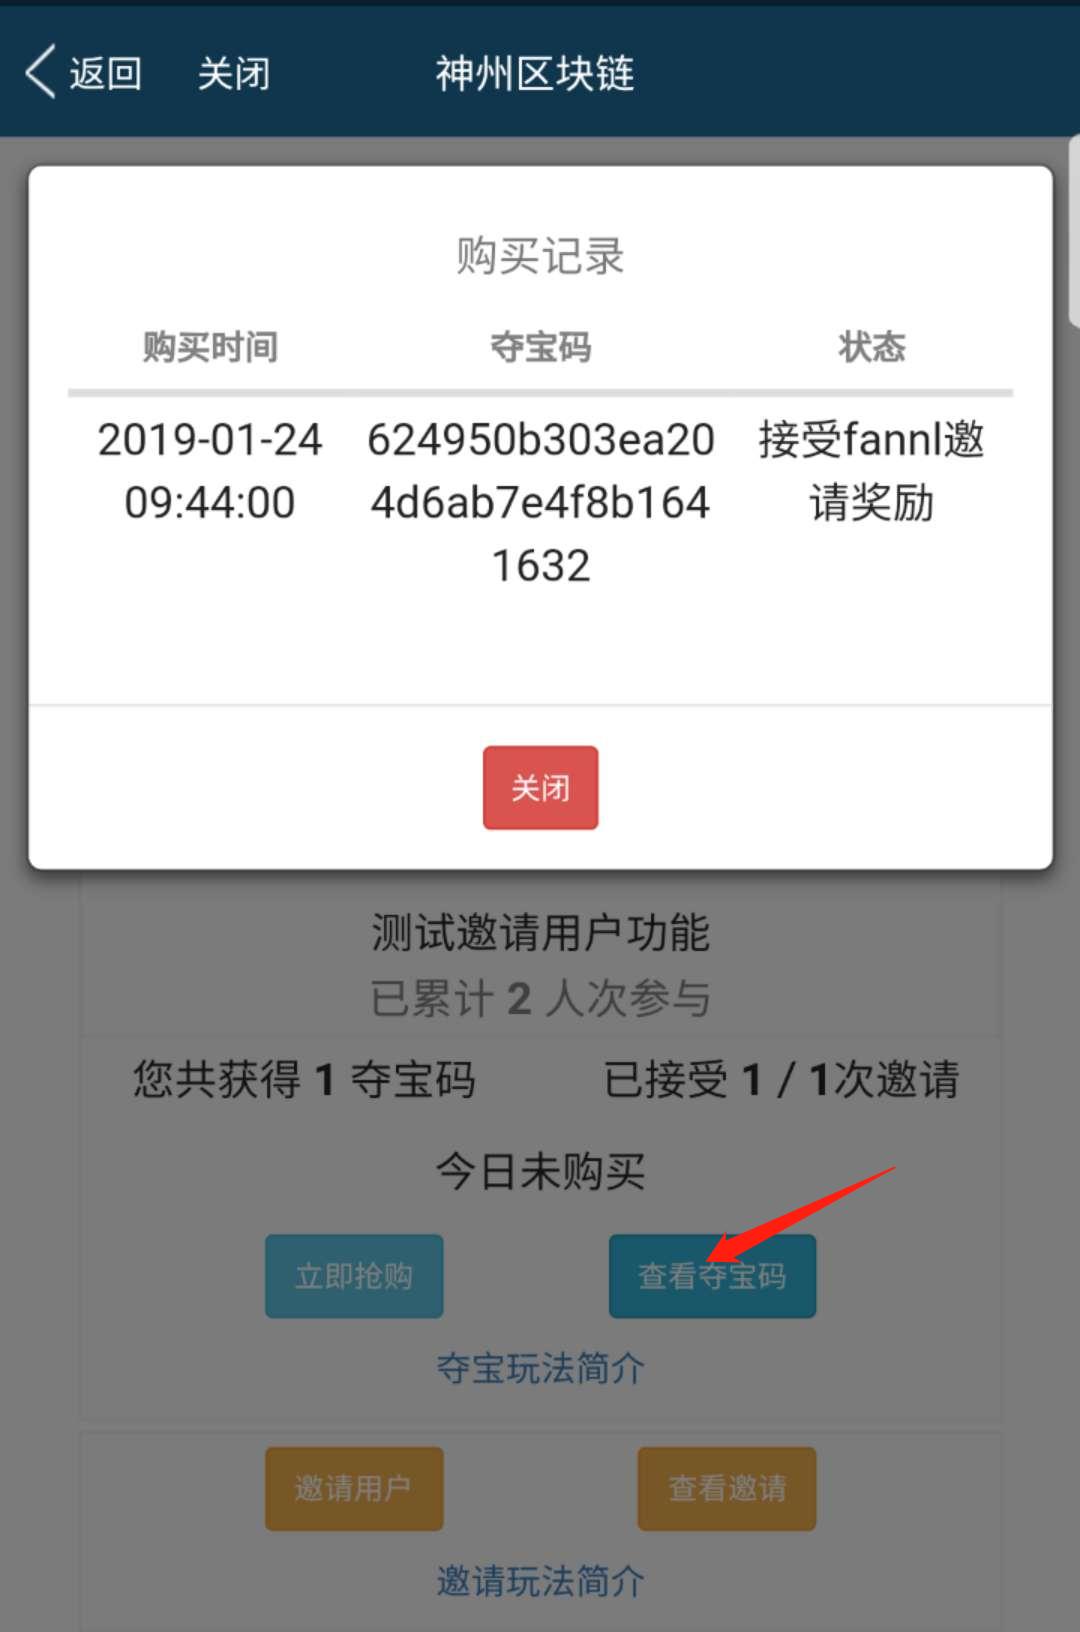 返回 关闭 神州区块链
购买记录
购买时间 夺宝码 状态
2019-01-24 624950b303ea20 接受fannl邀
09:44:00 4d6ab7e4f8b164 请奖励
1632
关闭
测试邀请用户功能
已累计 2 人次参与
您共获得 1 夺宝码 已接受 1 / 1次邀请
今日未购买
立即抢购 查看夺宝码
夺宝玩法简介
邀请用户 查看邀请
邀请玩法简介